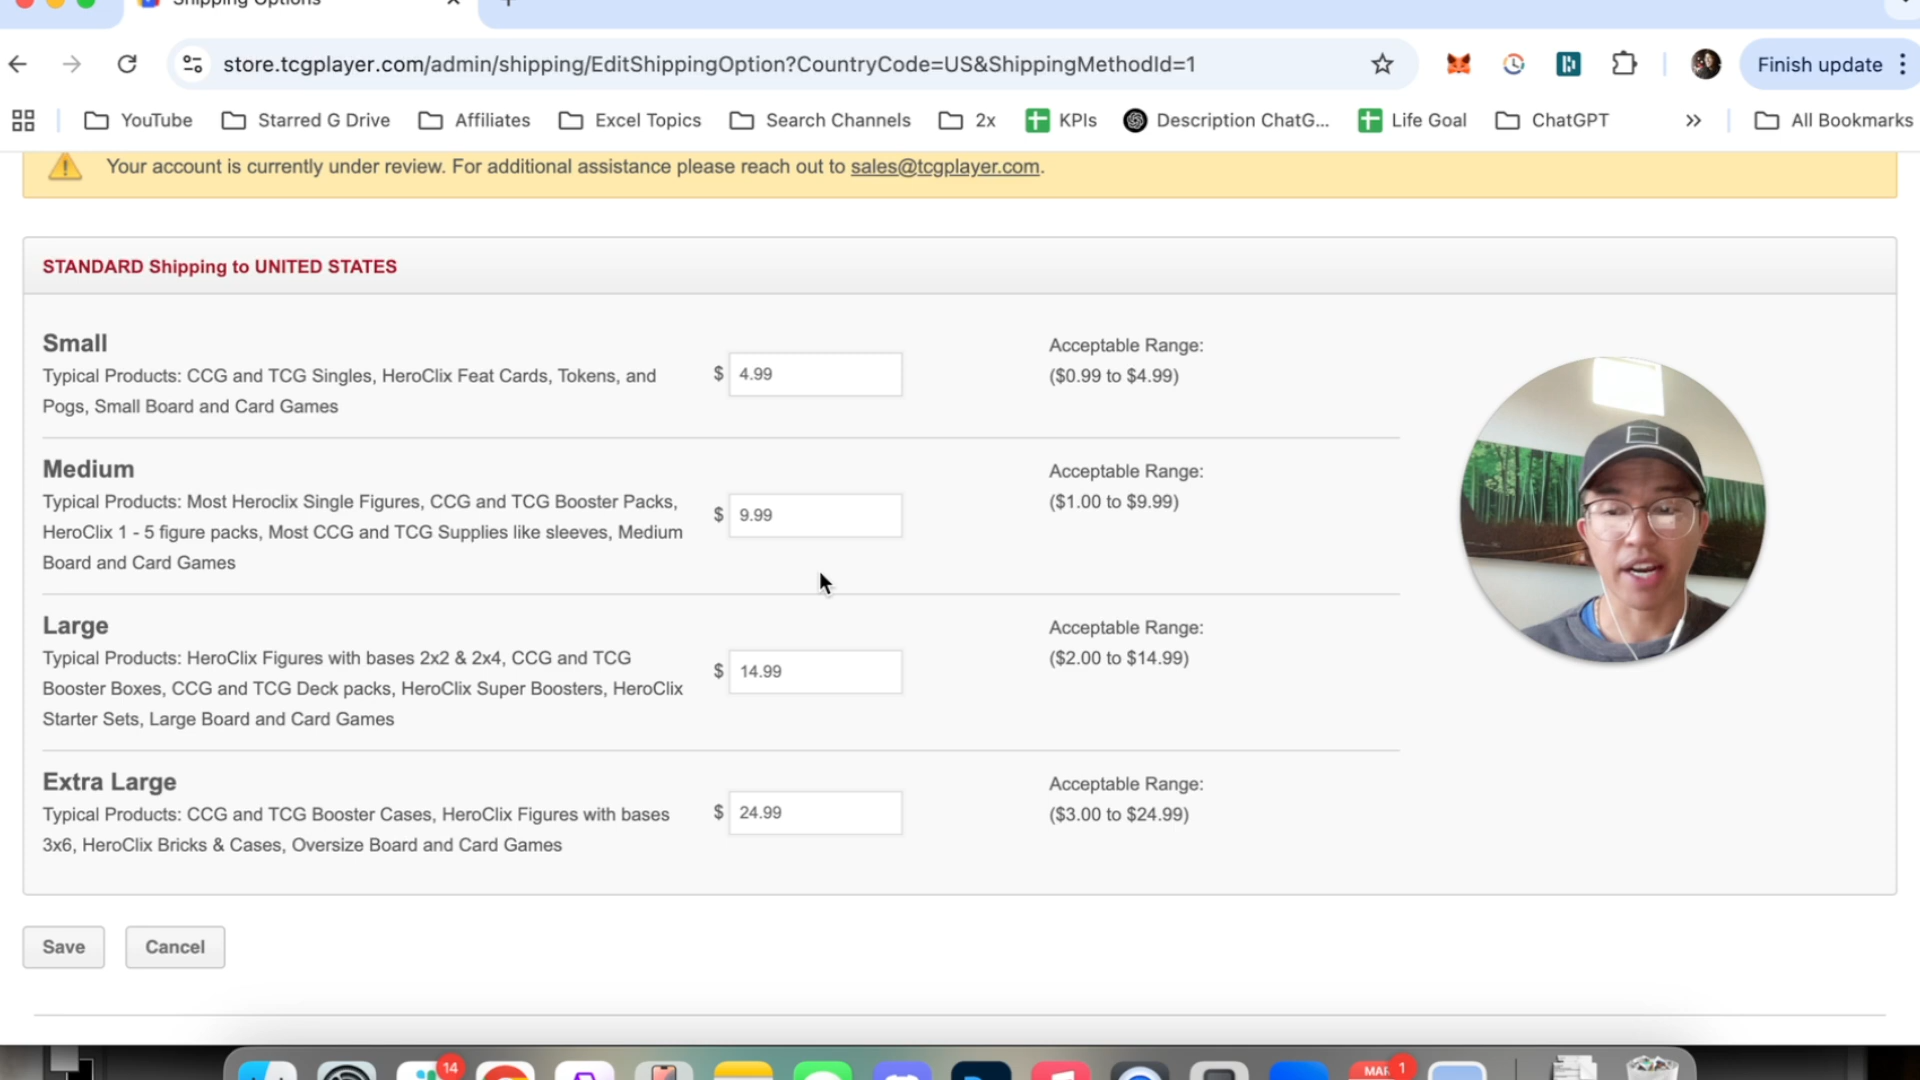 Shipping Options
store.tcgplayer.com/admin/shipping/EditShippingOption?CountryCode=US&ShippingMethodId=1
Finish update
YouTube
Starred G Drive
Affiliates
Excel Topics
Search Channels
2x
KPIs
Description ChatG...
Life Goal
ChatGPT
All Bookmarks
Your account is currently under review. For additional assistance please reach out to sales@tcgplayer.com.
STANDARD Shipping to UNITED STATES
Small
Typical Products: CCG and TCG Singles, HeroClix Feat Cards, Tokens, and
Pogs, Small Board and Card Games
$ 4.99
Acceptable Range:
($0.99 to $4.99)
Medium
Typical Products: Most Heroclix Single Figures, CCG and TCG Booster Packs,
HeroClix 1 - 5 figure packs, Most CCG and TCG Supplies like sleeves, Medium
Board and Card Games
$ 9.99
Acceptable Range:
($1.00 to $9.99)
Large
Typical Products: HeroClix Figures with bases 2x2 & 2x4, CCG and TCG
Booster Boxes, CCG and TCG Deck packs, HeroClix Super Boosters, HeroClix
Starter Sets, Large Board and Card Games
$ 14.99
Acceptable Range:
($2.00 to $14.99)
Extra Large
Typical Products: CCG and TCG Booster Cases, HeroClix Figures with bases
3x6, HeroClix Bricks & Cases, Oversize Board and Card Games
$ 24.99
Acceptable Range:
($3.00 to $24.99)
Save
Cancel
14
MAR
1